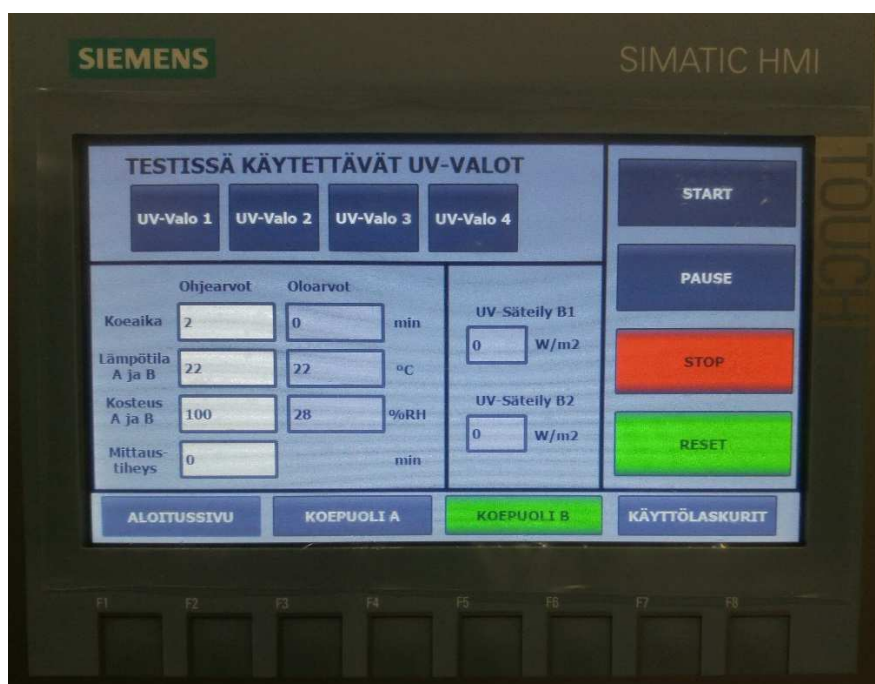 SIEMENS
SIMATIC HMI
TOUCH
TESTISSÄ KÄYTETTÄVÄT UV-VALOT
UV-Valo 1 UV-Valo 2 UV-Valo 3 UV-Valo 4
START
PAUSE
STOP
RESET
Ohjearvot Oloarvot
Koeaika 2 0 min
Lämpötila
A ja B 22 22 ºC
Kosteus
A ja B 100 28 %RH
Mittaus-
tiheys 0 min
UV-Säteily B1
0 W/m2
UV-Säteily B2
0 W/m2
ALOITUSSIVU KOEPUOLI A KOEPUOLI B KÄYTTÖLASKURIT
F1 F2 F3 F4 F5 F6 F7 F8